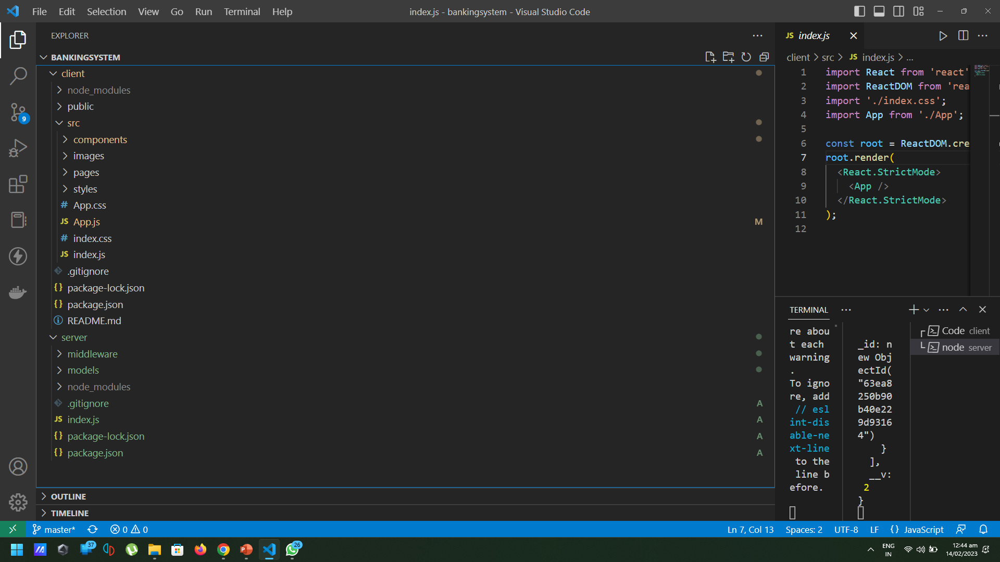 File Edit Selection View Go Run Terminal Help
index.js - bankingsystem - Visual Studio Code
EXPLORER
BANKINGSYSTEM
client
node_modules
public
src
components
images
pages
styles
# App.css
JS App.js M
# index.css
JS index.js
.gitignore
{} package-lock.json
{} package.json
README.md
server
middleware
models
node_modules
.gitignore A
JS index.js A
{} package-lock.json A
{} package.json A
OUTLINE
TIMELINE
9
JS index.js
client > src > JS index.js > ...
1 import React from 'react'
2 import ReactDOM from 'rea
3 import './index.css';
4 import App from './App';
5
6 const root = ReactDOM.cre
7 root.render(
8 <React.StrictMode>
9 <App />
10 </React.StrictMode>
11 );
12
TERMINAL
re abou
t each
warning
.
To igno
re, add
// esl
int-dis
able-ne
xt-line
to the
line b
efore.
_id: n
ew Obj
ectId(
"63ea8
250b90
b40e22
9d9316
4")
}
],
__v:
2
}
Code client
node server
master* 0 0
Ln 7, Col 13 Spaces: 2 UTF-8 LF {} JavaScript
37
26
ENG
IN
12:44 am
14/02/2023